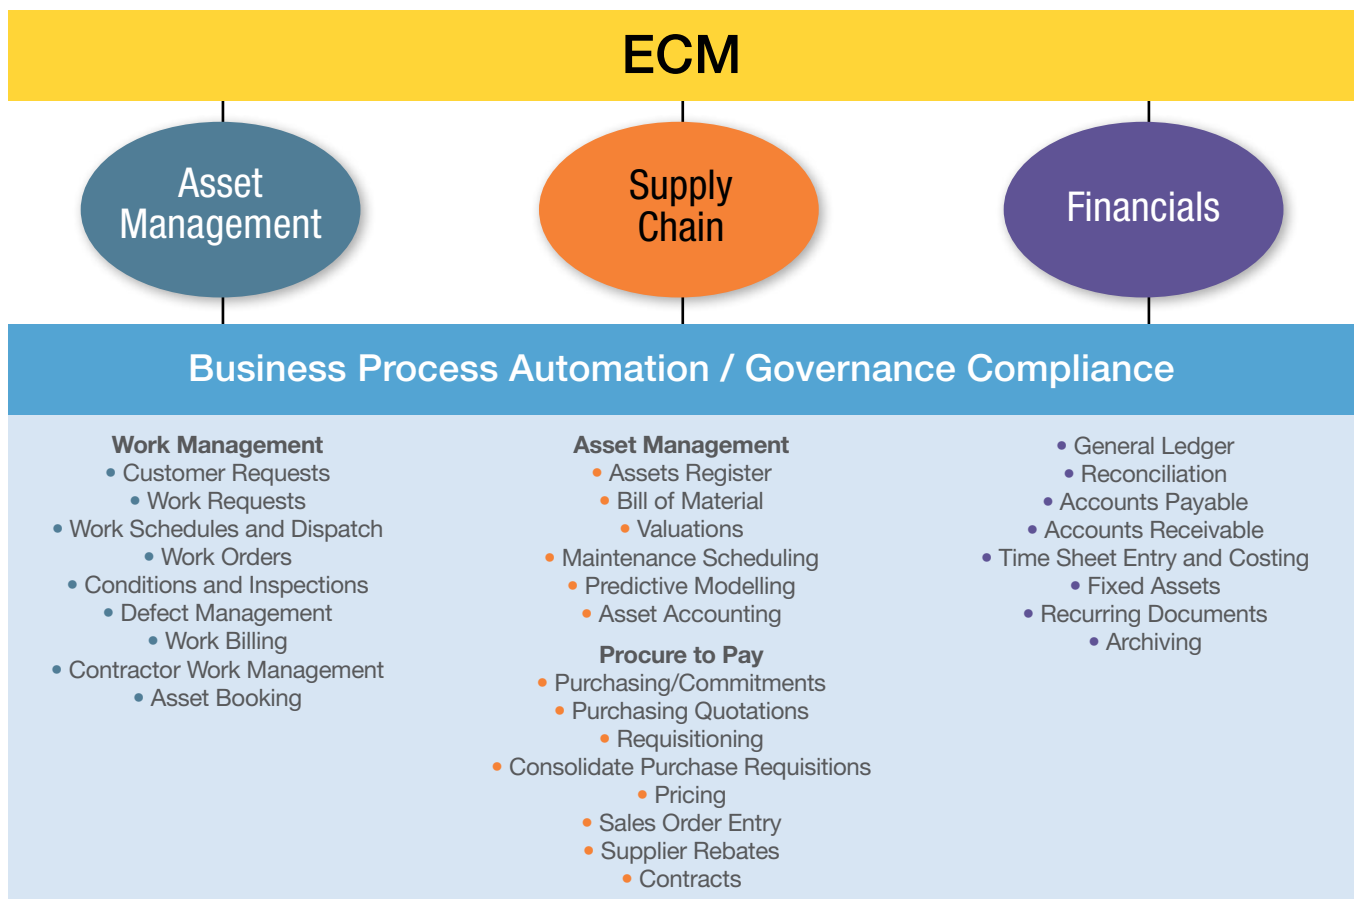 ECM
Asset
Management
Supply
Chain
Financials
Business Process Automation / Governance Compliance
Work Management
• Customer Requests
• Work Requests
• Work Schedules and Dispatch
• Work Orders
• Conditions and Inspections
• Defect Management
• Work Billing
• Contractor Work Management
• Asset Booking
Asset Management
• Assets Register
• Bill of Material
• Valuations
• Maintenance Scheduling
• Predictive Modelling
• Asset Accounting
Procure to Pay
• Purchasing/Commitments
• Purchasing Quotations
• Requisitioning
• Consolidate Purchase Requisitions
• Pricing
• Sales Order Entry
• Supplier Rebates
• Contracts
• General Ledger
• Reconciliation
• Accounts Payable
• Accounts Receivable
• Time Sheet Entry and Costing
• Fixed Assets
• Recurring Documents
• Archiving